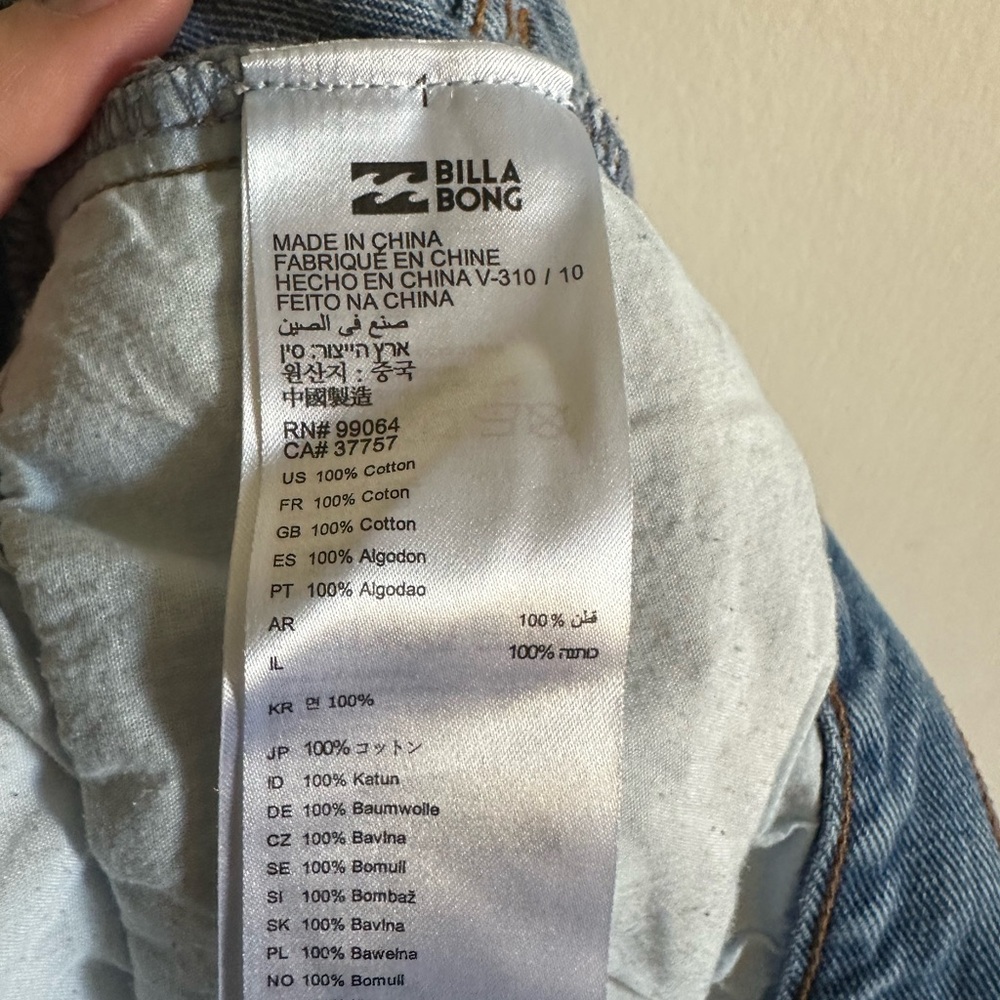 1
BILLA
BONG
MADE IN CHINA
FABRIQUÉ EN CHINE
HECHO EN CHINA V-310 / 10
FEITO NA CHINA
صنع في الصين
ארץ הייצור: סין
원산지 : 중국
中國製造
RN# 99064
CA# 37757
US 100% Cotton
FR 100% Coton
GB 100% Cotton
ES 100% Algodon
PT 100% Algodao
AR 100% قطن
IL 100% כותנה
KR 면 100%
JP 100% コットン
ID 100% Katun
DE 100% Baumwolle
CZ 100% Bavlna
SE 100% Bomull
SI 100% Bombaž
SK 100% Bavlna
PL 100% Bawelna
NO 100% Bomull